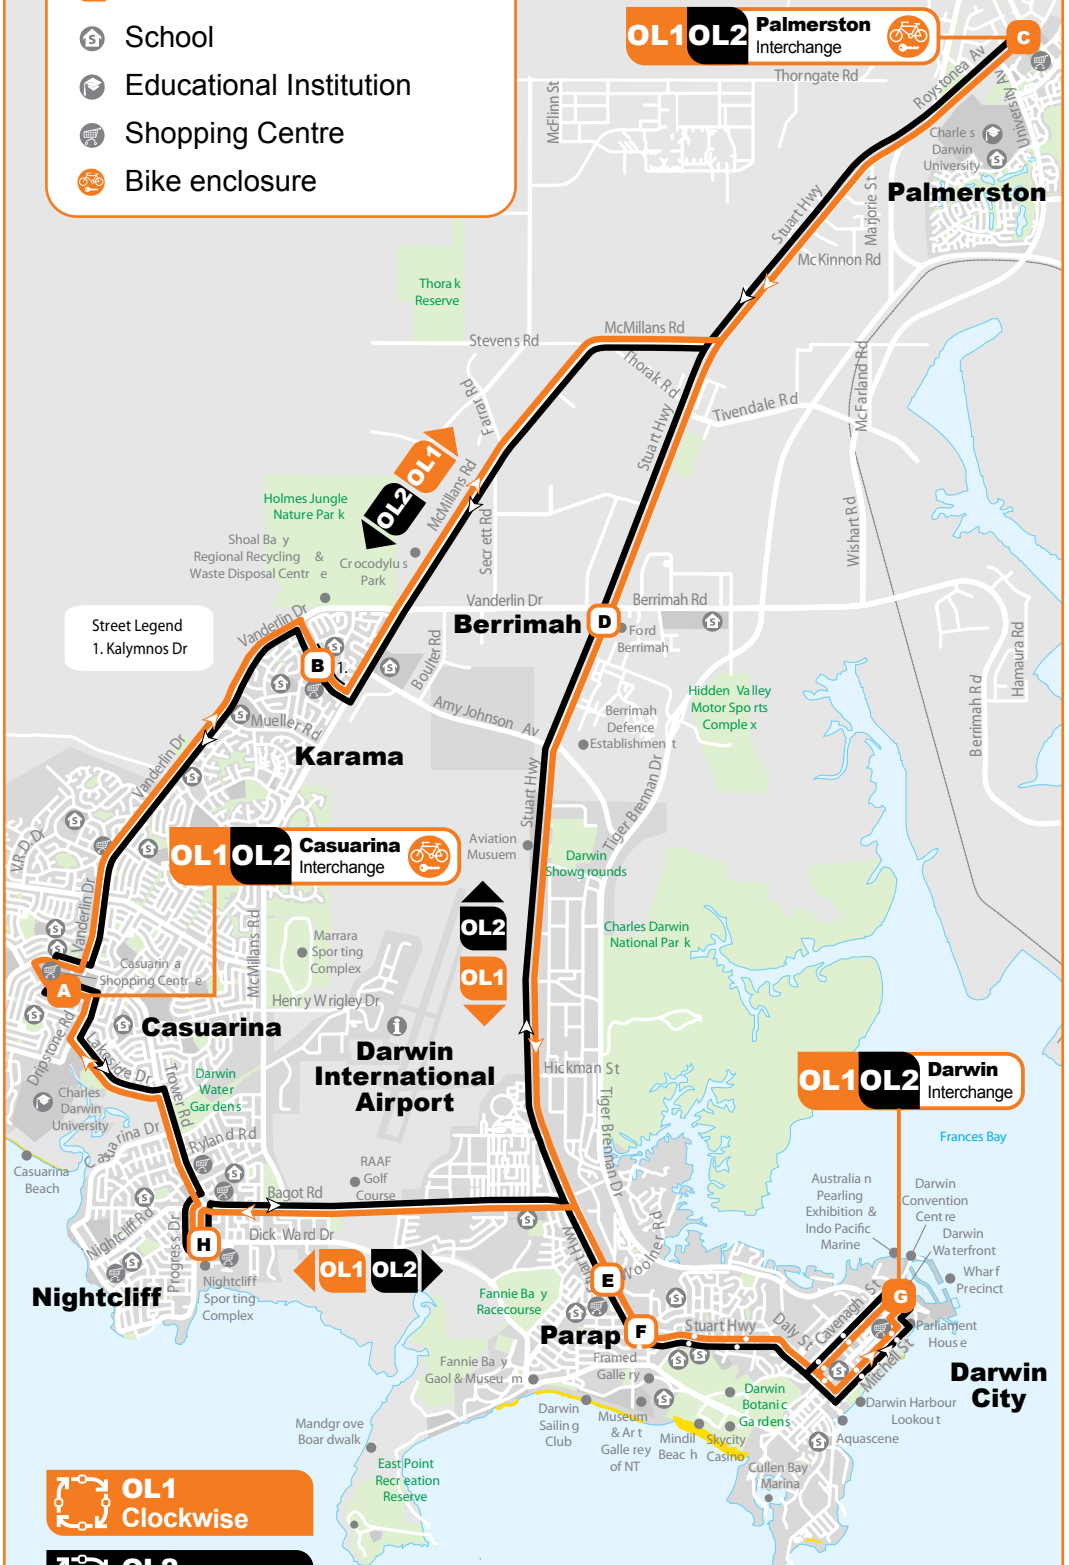 School
Educational Institution
Shopping Centre
Bike enclosure
OL1 OL2 Palmerston
Interchange
C
Thorngate Rd
McFlinn St
Roystonea Av
University Av
Charles
Darwin
University
Palmerston
Stuart Hwy
Marjorie St
McKinnon Rd
Thorak
Reserve
McMillans Rd
Stevens Rd
Thorak Rd
McFarland Rd
Tivendale Rd
Farrar Rd
Stuart Hwy
OL1
OL2
McMillans Rd
Holmes Jungle
Nature Park
Shoal Bay
Regional Recycling &
Waste Disposal Centre
Crocodylus
Park
Secrett Rd
Wishart Rd
Vanderlin Dr
Berrimah Rd
Street Legend
1. Kalymnos Dr
Vanderlin Dr
Berrimah
D
Ford
Berrimah
B
1.
Boulter Rd
Hamaura Rd
Berrimah Rd
Hidden Valley
Motor Sports
Complex
Amy Johnson Av
Berrimah
Defence
Establishment
Mueller Rd
Karama
Vanderlin Dr
Stuart Hwy
Tiger Brennan Dr
V.R.D. Dr
OL1 OL2 Casuarina
Interchange
Aviation
Musuem
Darwin
Showgrounds
Vanderlin Dr
McMillans Rd
OL2
OL1
Charles Darwin
National Park
Marrara
Sporting
Complex
Casuarina
Shopping Centre
A
Henry Wrigley Dr
Casuarina
Dripstone Rd
Lakeside Dr
Trower Rd
Darwin
International
Airport
Hickman St
Darwin
Water
Gardens
OL1 OL2 Darwin
Interchange
Charles
Darwin
University
Tiger Brennan Dr
Casuarina Dr
Ryland Rd
Frances Bay
Casuarina
Beach
RAAF
Golf
Course
Bagot Rd
Australian
Pearling
Exhibition &
Indo Pacific
Marine
Darwin
Convention
Centre
Darwin
Waterfront
Wharf
Precinct
Nightcliff Rd
Progress Dr
Dick Ward Dr
H
Stuart Hwy
Woolner Rd
OL1 OL2
Nightcliff
Nightcliff
Sporting
Complex
Fannie Bay
Racecourse
E
Cavenagh St
G
Daly St
Parap
F
Stuart Hwy
Parliament
House
Mitchell St
Fannie Bay
Gaol & Museum
Framed
Gallery
Darwin
City
Darwin
Botanic
Gardens
Darwin Harbour
Lookout
Darwin
Sailing
Club
Museum
& Art
Gallerey
of NT
Mindil
Beach
Skycity
Casino
Aquascene
Mandgrove
Boardwalk
Cullen Bay
Marina
East Point
Recreation
Reserve
OL1
Clockwise
OL2